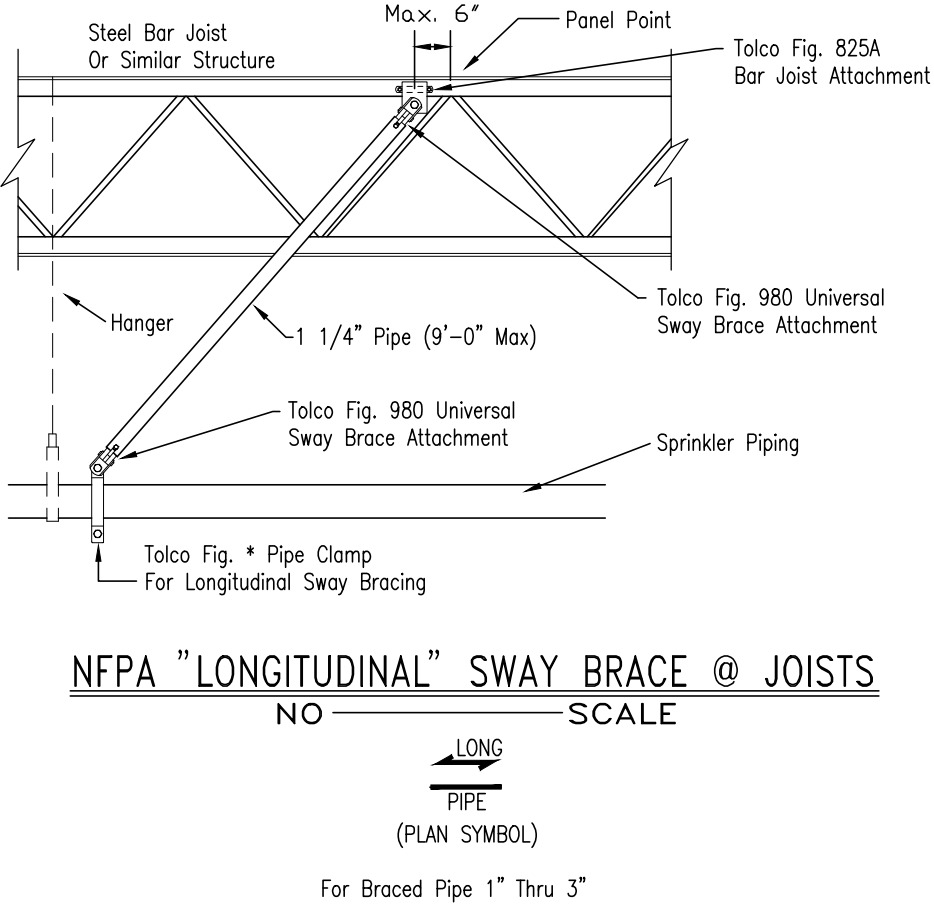 Max. 6"
Panel Point
Steel Bar Joist
Or Similar Structure
Tolco Fig. 825A
Bar Joist Attachment
Tolco Fig. 980 Universal
Sway Brace Attachment
Hanger
1 1/4" Pipe (9'-0" Max)
Tolco Fig. 980 Universal
Sway Brace Attachment
Sprinkler Piping
Tolco Fig. * Pipe Clamp
For Longitudinal Sway Bracing
NFPA "LONGITUDINAL" SWAY BRACE @ JOISTS
NO SCALE
LONG
PIPE
(PLAN SYMBOL)
For Braced Pipe 1" Thru 3"